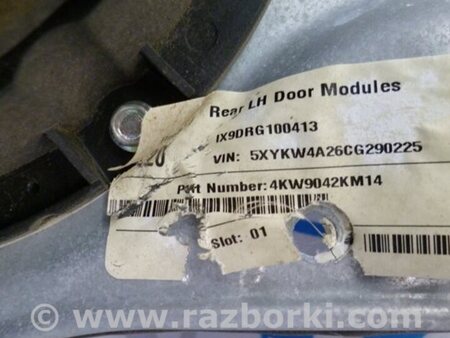 Rear LH Door Modules
IX9DRG100413
VIN: 5XYKW4A26CG290225
Part Number:4KW9042KM14
Slot: 01
© www.razborki.com